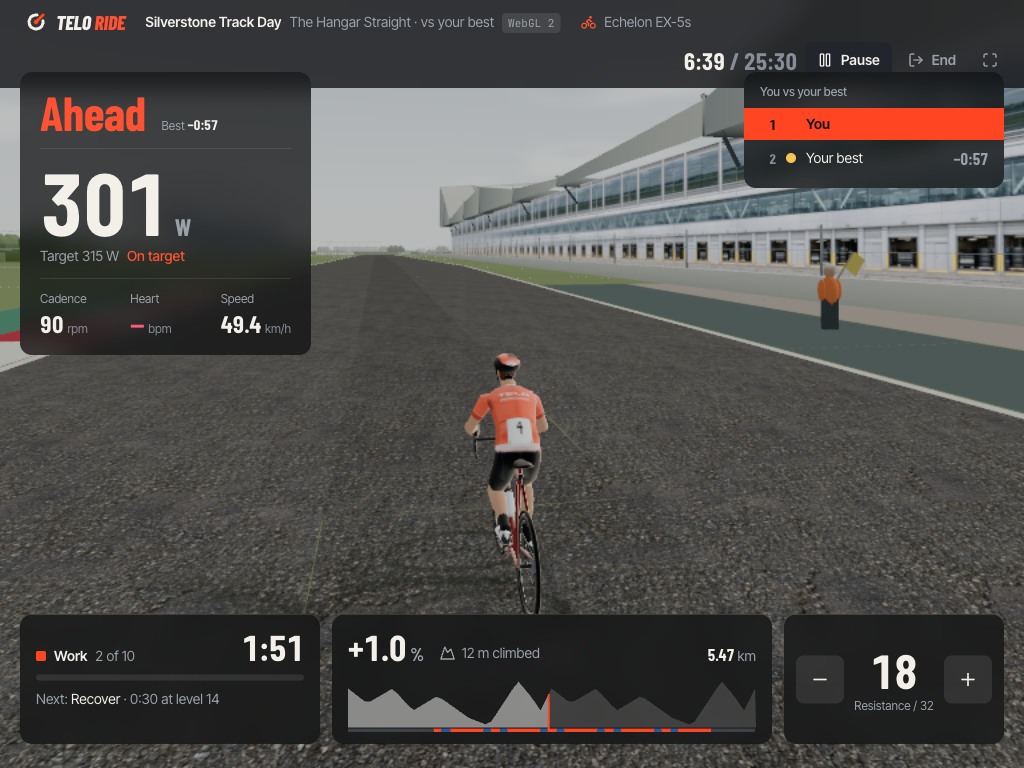 TELO RIDE Silverstone Track Day The Hangar Straight · vs your best WebGL 2 Echelon EX-5s
6:39 / 25:30 Pause End
Ahead Best −0:57
301 W
Target 315 W On target
Cadence Heart Speed
90 rpm — bpm 49.4 km/h
You vs your best
1 You
2 Your best −0:57
TELO
4
Work 2 of 10 1:51
Next: Recover · 0:30 at level 14
+1.0 % 12 m climbed 5.47 km
− 18 +
Resistance / 32